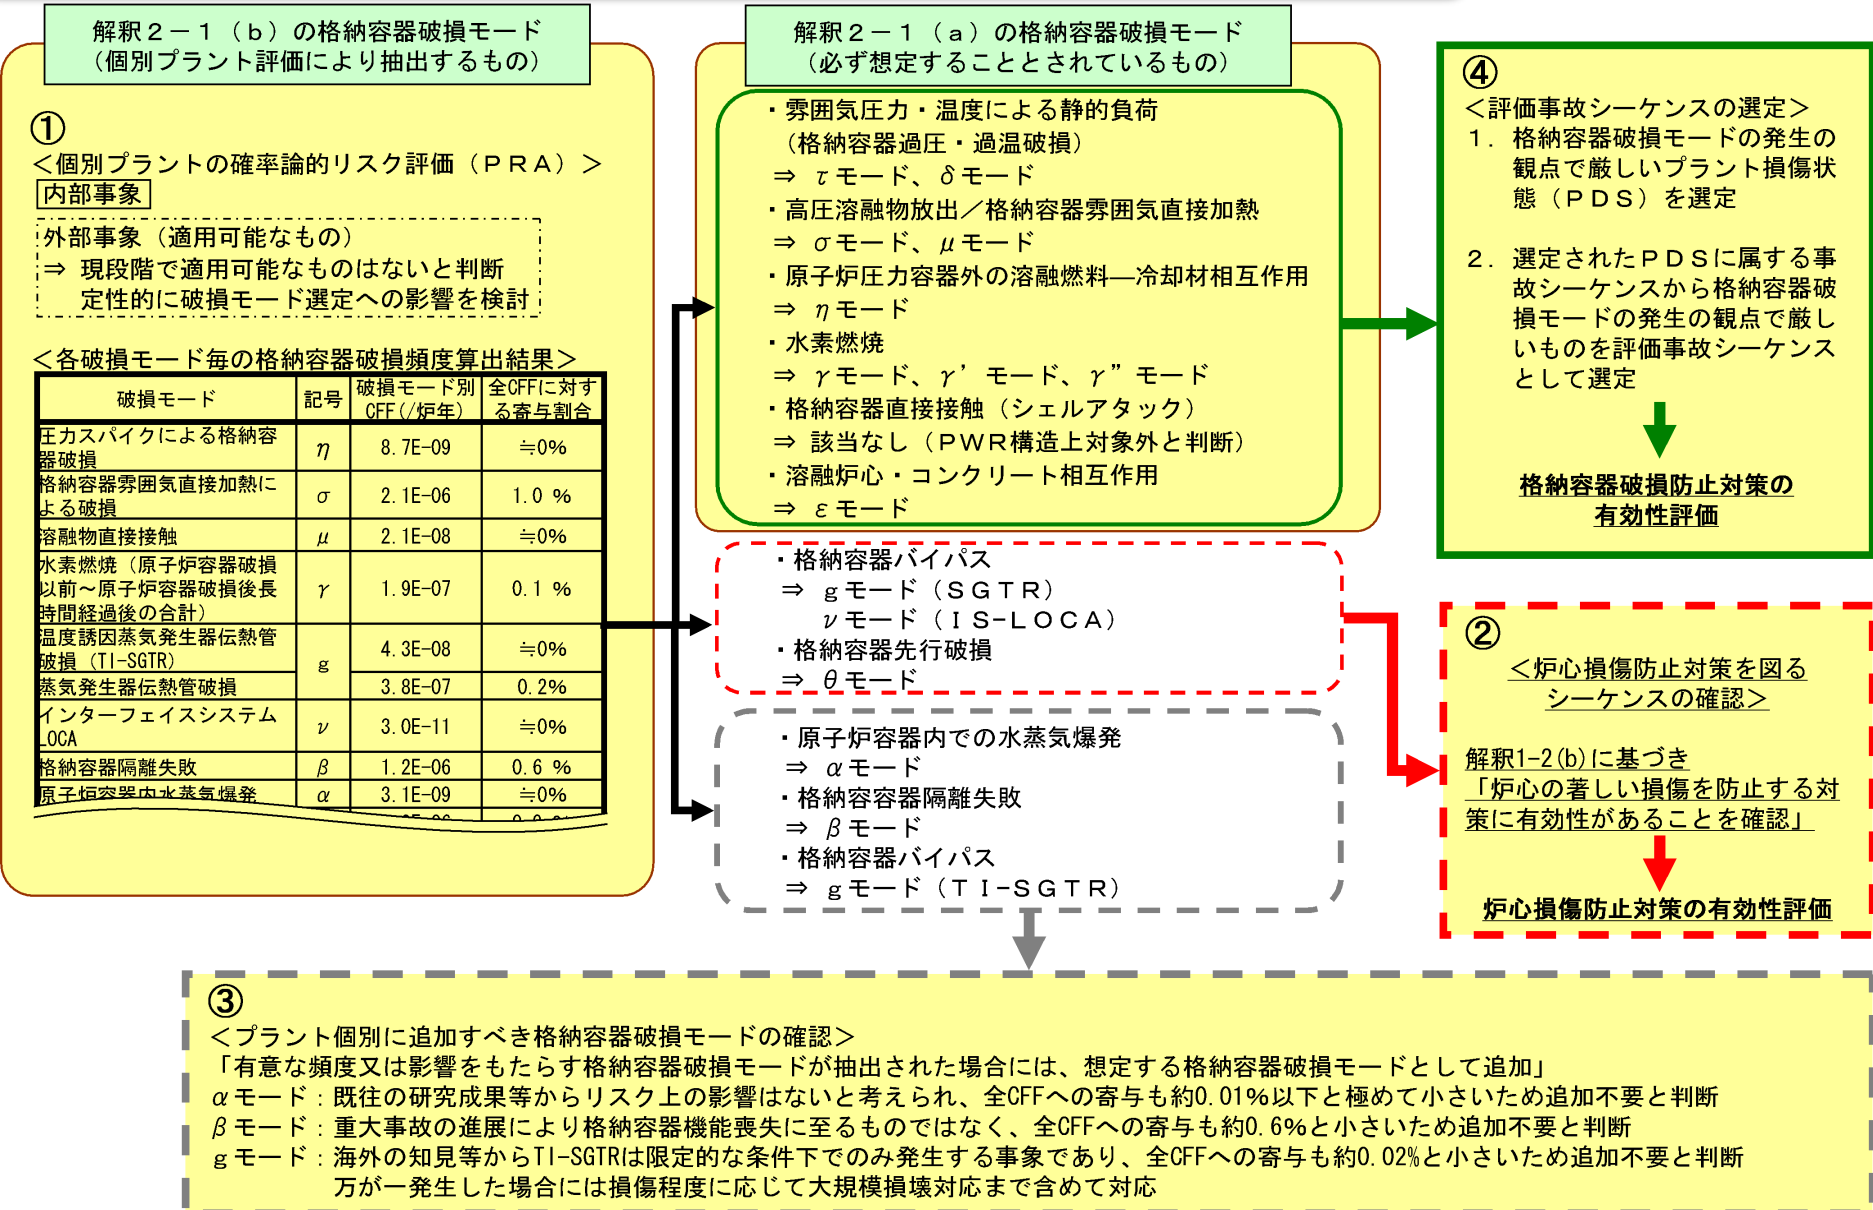 解釈２－１（ｂ）の格納容器破損モード
（個別プラント評価により抽出するもの）
①
＜個別プラントの確率論的リスク評価（ＰＲＡ）＞
内部事象
外部事象（適用可能なもの）
⇒ 現段階で適用可能なものはないと判断
定性的に破損モード選定への影響を検討
＜各破損モード毎の格納容器破損頻度算出結果＞
破損モード 記号 破損モード別 全CFFに対す
CFF(/炉年) る寄与割合
圧力スパイクによる格納容
器破損 η 8.7E-09 ≒0%
格納容器雰囲気直接加熱に
よる破損 σ 2.1E-06 1.0 %
溶融物直接接触 μ 2.1E-08 ≒0%
水素燃焼（原子炉容器破損
以前～原子炉容器破損後長 γ 1.9E-07 0.1 %
時間経過後の合計）
温度誘因蒸気発生器伝熱管
破損（TI-SGTR） g 4.3E-08 ≒0%
蒸気発生器伝熱管破損 3.8E-07 0.2%
インターフェイスシステム
LOCA ν 3.0E-11 ≒0%
格納容器隔離失敗 β 1.2E-06 0.6 %
原子炉容器内水蒸気爆発 α 3.1E-09 ≒0%
解釈２－１（ａ）の格納容器破損モード
（必ず想定することとされているもの）
・雰囲気圧力・温度による静的負荷
（格納容器過圧・過温破損）
⇒ τモード、δモード
・高圧溶融物放出／格納容器雰囲気直接加熱
⇒ σモード、μモード
・原子炉圧力容器外の溶融燃料―冷却材相互作用
⇒ ηモード
・水素燃焼
⇒ γモード、γ’モード、γ”モード
・格納容器直接接触（シェルアタック）
⇒ 該当なし（ＰＷＲ構造上対象外と判断）
・溶融炉心・コンクリート相互作用
⇒ εモード
・格納容器バイパス
⇒ ｇモード（ＳＧＴＲ）
νモード（ＩＳ−ＬＯＣＡ）
・格納容器先行破損
⇒ θモード
・原子炉容器内での水蒸気爆発
⇒ αモード
・格納容容器隔離失敗
⇒ βモード
・格納容器バイパス
⇒ ｇモード（ＴＩ−ＳＧＴＲ）
④
＜評価事故シーケンスの選定＞
１．格納容器破損モードの発生の
観点で厳しいプラント損傷状
態（ＰＤＳ）を選定
２．選定されたＰＤＳに属する事
故シーケンスから格納容器破
損モードの発生の観点で厳し
いものを評価事故シーケンス
として選定
格納容器破損防止対策の
有効性評価
②
＜炉心損傷防止対策を図る
シーケンスの確認＞
解釈1-2(b)に基づき
「炉心の著しい損傷を防止する対
策に有効性があることを確認」
炉心損傷防止対策の有効性評価
③
＜プラント個別に追加すべき格納容器破損モードの確認＞
「有意な頻度又は影響をもたらす格納容器破損モードが抽出された場合には、想定する格納容器破損モードとして追加」
αモード：既往の研究成果等からリスク上の影響はないと考えられ、全CFFへの寄与も約0.01%以下と極めて小さいため追加不要と判断
βモード：重大事故の進展により格納容器機能喪失に至るものではなく、全CFFへの寄与も約0.6%と小さいため追加不要と判断
ｇモード：海外の知見等からTI-SGTRは限定的な条件下でのみ発生する事象であり、全CFFへの寄与も約0.02%と小さいため追加不要と判断
万が一発生した場合には損傷程度に応じて大規模損壊対応まで含めて対応